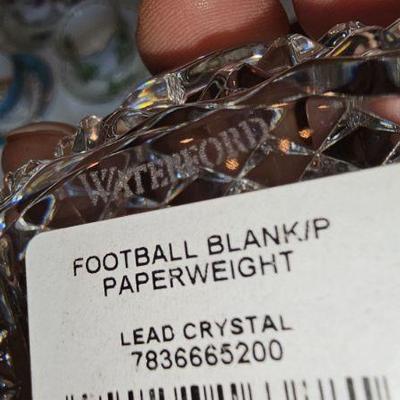 WATERFORD
FOOTBALL BLANK/P
PAPERWEIGHT
LEAD CRYSTAL
7836665200